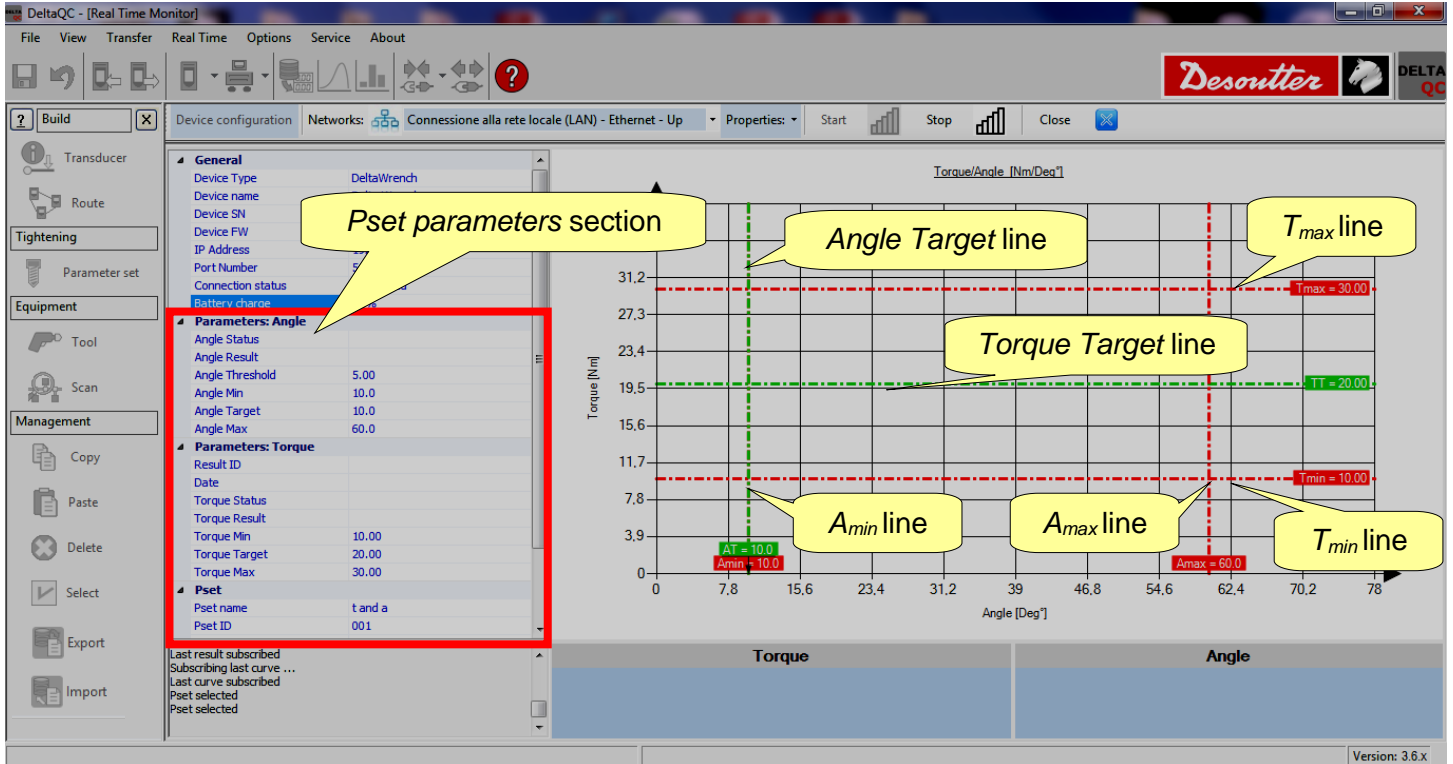 DeltaQC - [Real Time Monitor]
File View Transfer Real Time Options Service About
Desoutter
DELTA
QC
? Build X
Device configuration Networks: Connessione alla rete locale (LAN) - Ethernet - Up Properties: Start Stop Close
Transducer
Route
Tightening
Parameter set
Equipment
Tool
Scan
Management
Copy
Paste
Delete
Select
Export
Import
General
Device Type DeltaWrench
Device name
Device SN
Device FW
IP Address
Port Number
Connection status
Battery charge
Pset parameters section
Parameters: Angle
Angle Status
Angle Result
Angle Threshold 5.00
Angle Min 10.0
Angle Target 10.0
Angle Max 60.0
Parameters: Torque
Result ID
Date
Torque Status
Torque Result
Torque Min 10.00
Torque Target 20.00
Torque Max 30.00
Pset
Pset name t and a
Pset ID 001
Last result subscribed
Subscribing last curve ...
Last curve subscribed
Pset selected
Pset selected
Torque/Angle [Nm/Deg°]
Angle Target line
Tmax line
31,2
Tmax = 30.00
27,3
Torque Target line
23,4
Torque [Nm]
19,5
TT = 20.00
15,6
11,7
Tmin = 10.00
7,8
Amin line
Amax line
Tmin line
3,9
AT = 10.0
Amin = 10.0
Amax = 60.0
0
0 7,8 15,6 23,4 31,2 39 46,8 54,6 62,4 70,2 78
Angle [Deg°]
Torque Angle
Version: 3.6.x